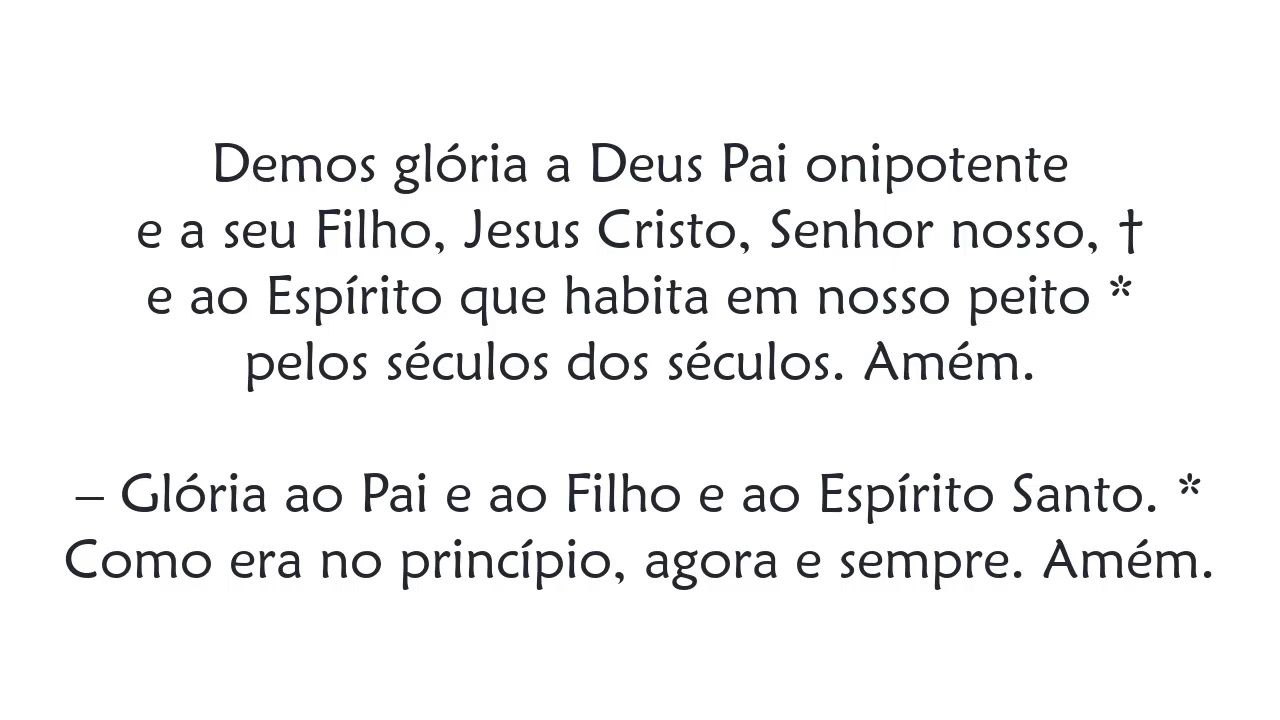 Demos glória a Deus Pai onipotente
e a seu Filho, Jesus Cristo, Senhor nosso, †
e ao Espírito que habita em nosso peito *
pelos séculos dos séculos. Amém.
– Glória ao Pai e ao Filho e ao Espírito Santo. *
Como era no princípio, agora e sempre. Amém.